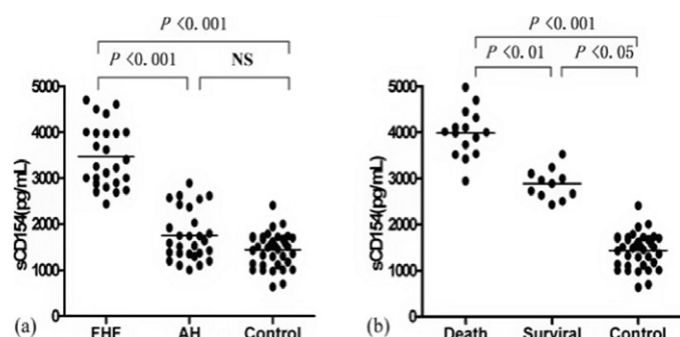 P <0.001
P <0.001
NS
5000
4000
3000
2000
1000
0
sCD154(pg/mL)
(a)
FHF
AH
Control
P <0.001
P <0.01
P <0.05
5000
4000
3000
2000
1000
0
sCD154(pg/mL)
(b)
Death
Surviral
Control